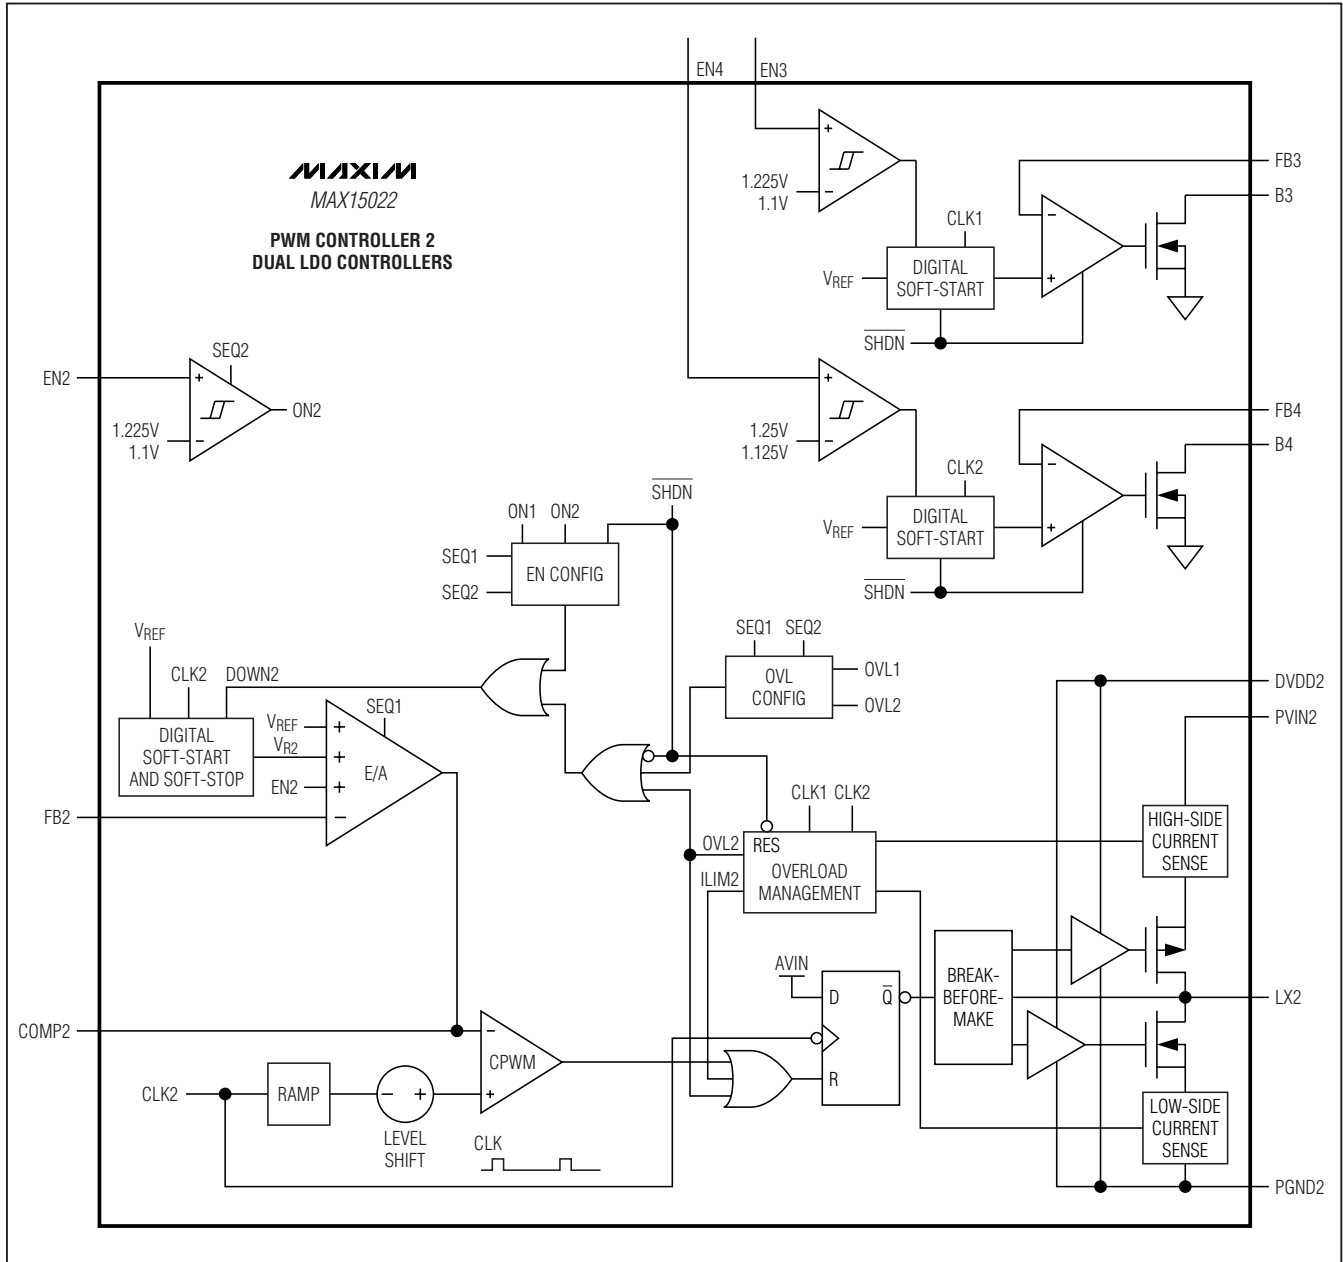 EN4
EN3
MAXIM
MAX15022
PWM CONTROLLER 2
DUAL LDO CONTROLLERS
+
1.225V
1.1V
−
FB3
B3
CLK1
−
VREF
DIGITAL
SOFT-START
+
SHDN
EN2
SEQ2
+
ON2
1.225V
1.1V
−
+
1.25V
1.125V
−
FB4
B4
CLK2
−
VREF
DIGITAL
SOFT-START
+
SHDN
SHDN
ON1
ON2
SEQ1
SEQ2
EN CONFIG
SEQ1
SEQ2
OVL
CONFIG
OVL1
OVL2
VREF
CLK2
DOWN2
DIGITAL
SOFT-START
AND SOFT-STOP
SEQ1
VREF
+
VR2
+
E/A
EN2
+
FB2
−
DVDD2
PVIN2
CLK1
CLK2
HIGH-SIDE
CURRENT
SENSE
OVL2
RES
OVERLOAD
MANAGEMENT
ILIM2
AVIN
D
Q
R
BREAK-
BEFORE-
MAKE
LX2
COMP2
−
CPWM
+
CLK2
RAMP
− +
LEVEL
SHIFT
CLK
LOW-SIDE
CURRENT
SENSE
PGND2